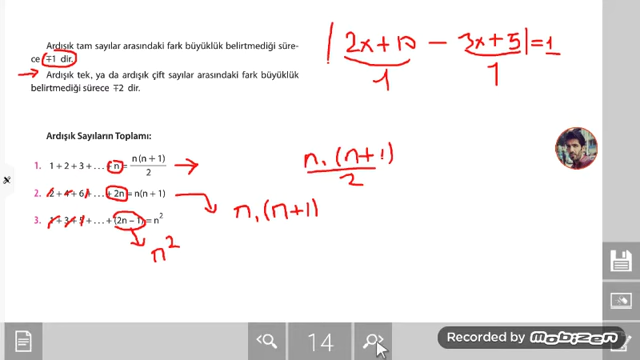 Ardışık tam sayılar arasındaki fark büyüklük belirtmediği süre-
ce ∓1 dir.
Ardışık tek, ya da ardışık çift sayılar arasındaki fark büyüklük
belirtmediği sürece ∓2 dir.
|2x+10 - 3x+5|=1
1 1
Ardışık Sayıların Toplamı:
1. 1 + 2 + 3 + ... + n = n(n+1)/2
n.(n+1)/2
2. 2 + 4 + 6 + ... + 2n = n(n+1)
n.(n+1)
3. 1 + 3 + 5 + ... + (2n – 1) = n²
n²
14
Recorded by mobizen